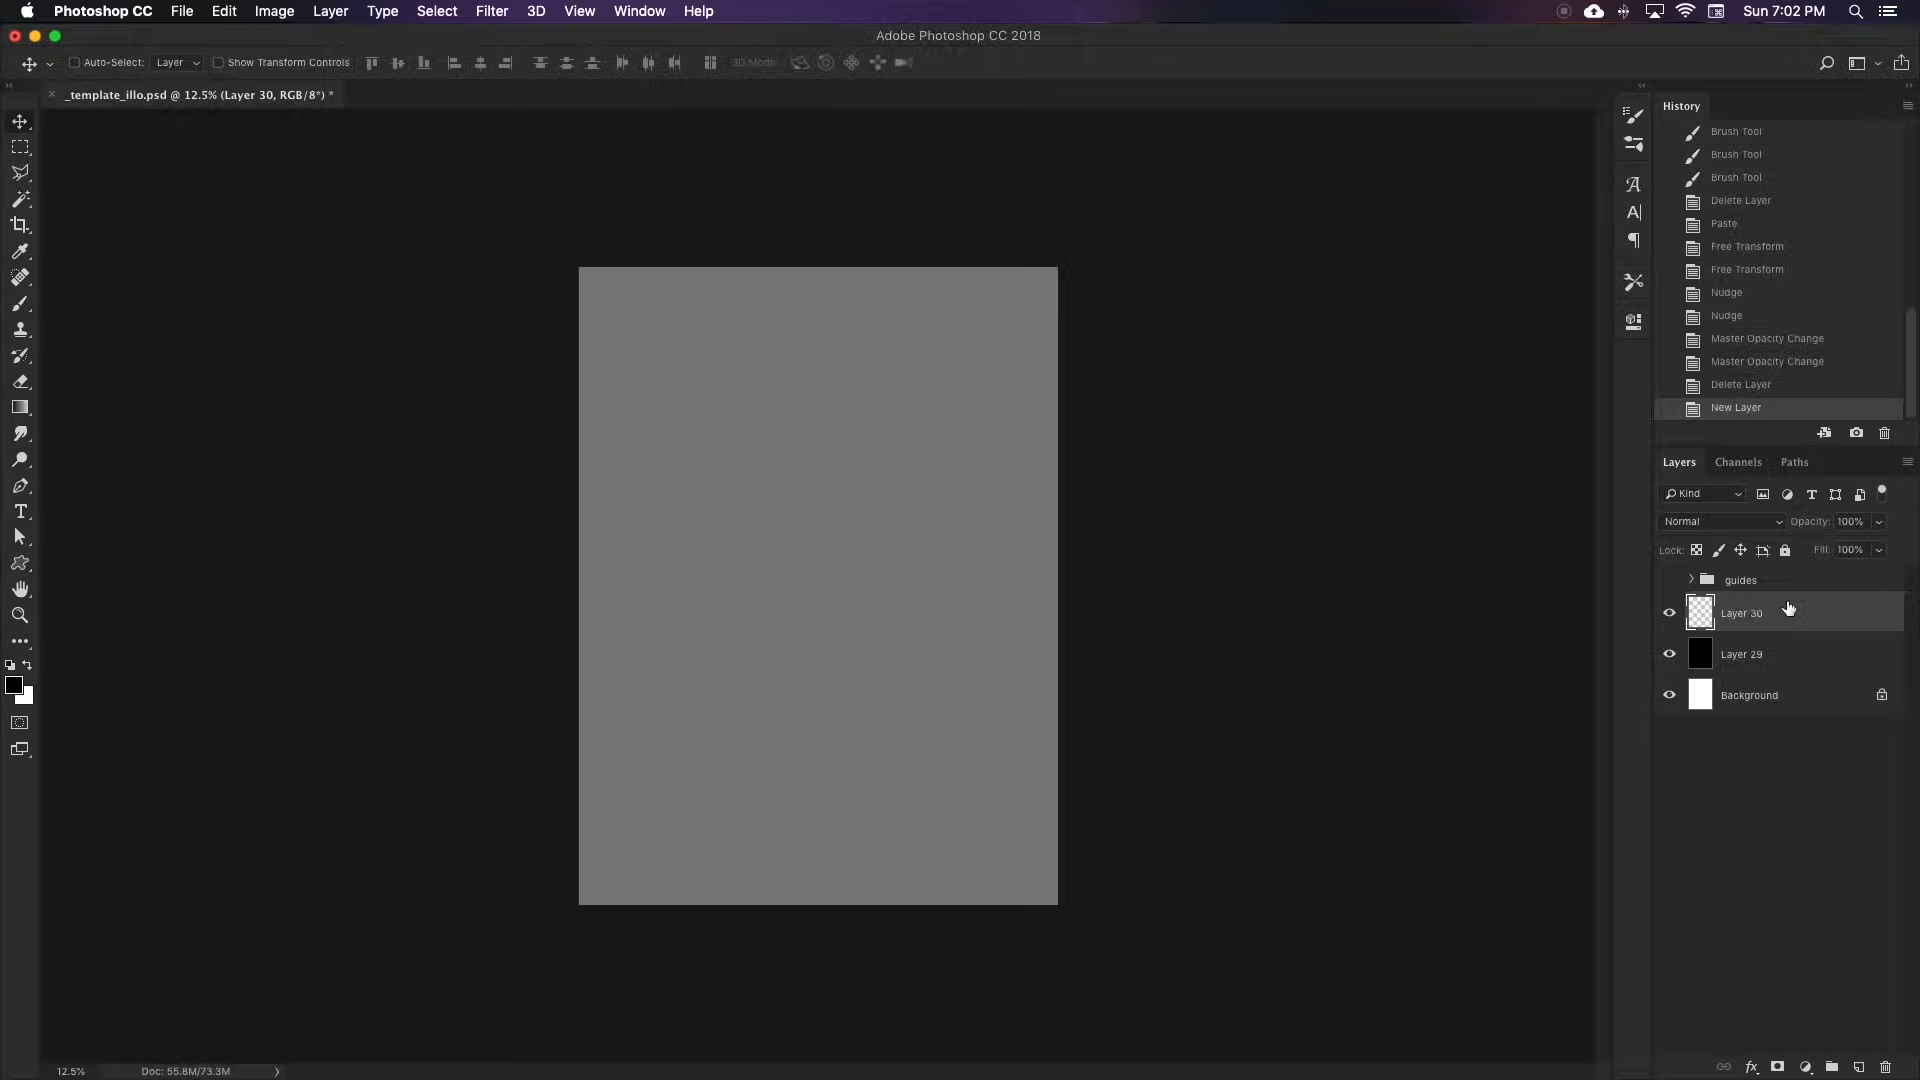 Photoshop CC File Edit Image Layer Type Select Filter 3D View Window Help Sun 7:02 PM
Adobe Photoshop CC 2018
Auto-Select: Layer Show Transform Controls 3D Mode:
_template_illo.psd @ 12.5% (Layer 30, RGB/8*) *
History
Brush Tool
Brush Tool
Brush Tool
Delete Layer
Paste
Free Transform
Free Transform
Nudge
Nudge
Master Opacity Change
Master Opacity Change
Delete Layer
New Layer
Layers Channels Paths
Kind
Normal Opacity: 100%
Lock: Fill: 100%
guides
Layer 30
Layer 29
Background
12.5% Doc: 55.8M/73.3M